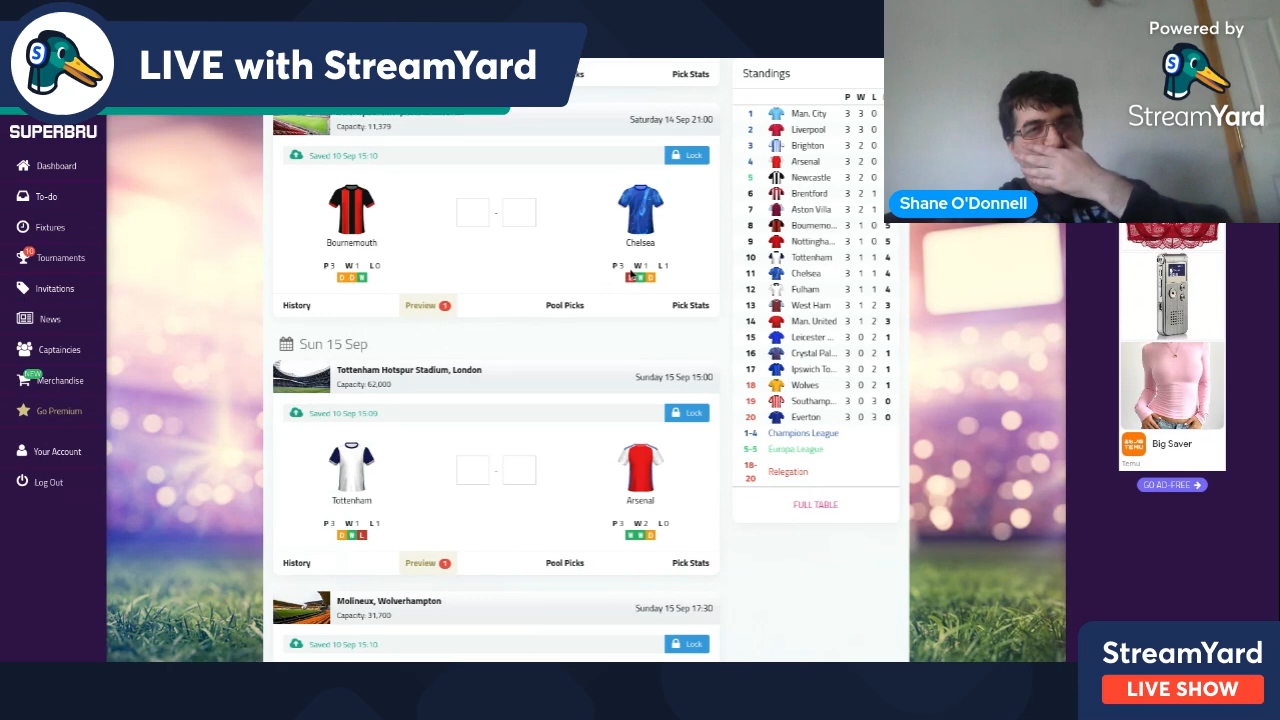 LIVE with StreamYard
Powered by
StreamYard
Shane O'Donnell
SUPERBRU
Dashboard
To-do
Fixtures
10
Tournaments
Invitations
News
Captaincies
NEW
Merchandise
Go Premium
Your Account
Log Out
Pick Stats
Capacity: 11,379
Saturday 14 Sep 21:00
Saved 10 Sep 15:10
Lock
-
Bournemouth
Chelsea
P 3 W 1 L 0
P 3 W 1 L 1
D D W
History
Preview 1
Pool Picks
Pick Stats
Sun 15 Sep
Tottenham Hotspur Stadium, London
Capacity: 62,000
Sunday 15 Sep 15:00
Saved 10 Sep 15:09
Lock
-
Tottenham
Arsenal
P 3 W 1 L 1
P 3 W 2 L 0
D W L
W W D
History
Preview 1
Pool Picks
Pick Stats
Molineux, Wolverhampton
Capacity: 31,700
Sunday 15 Sep 17:30
Saved 10 Sep 15:10
Lock
Standings
P W L
1 Man. City 3 3 0
2 Liverpool 3 3 0
3 Brighton 3 2 0
4 Arsenal 3 2 0
5 Newcastle 3 2 0
6 Brentford 3 2 1
7 Aston Villa 3 2 1
8 Bournemo... 3 1 0 5
9 Nottingha... 3 1 0 5
10 Tottenham 3 1 1 4
11 Chelsea 3 1 1 4
12 Fulham 3 1 1 4
13 West Ham 3 1 2 3
14 Man. United 3 1 2 3
15 Leicester ... 3 0 2 1
16 Crystal Pal... 3 0 2 1
17 Ipswich To... 3 0 2 1
18 Wolves 3 0 2 1
19 Southamp... 3 0 3 0
20 Everton 3 0 3 0
1-4 Champions League
5-5 Europa League
18-20 Relegation
FULL TABLE
TEMU
Big Saver
Temu
GO AD-FREE
StreamYard
LIVE SHOW